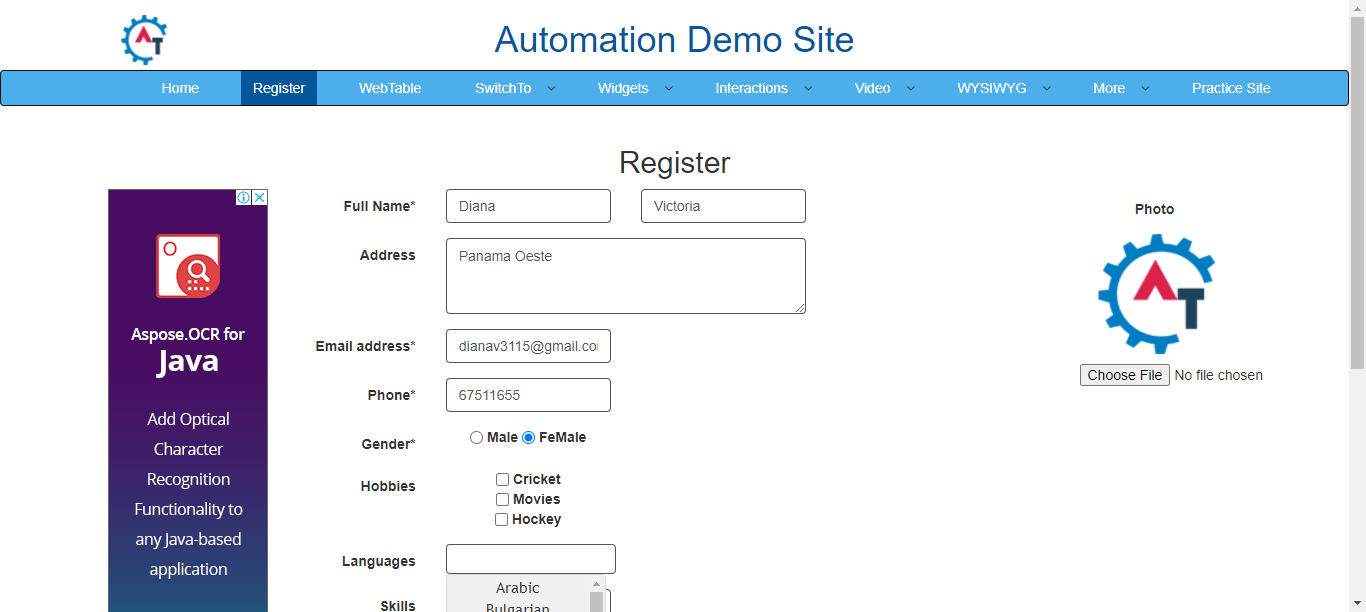 AT
Automation Demo Site
Home Register WebTable SwitchTo Widgets Interactions Video WYSIWYG More Practice Site
Register
Full Name* Diana Victoria
Address Panama Oeste
Email address* dianav3115@gmail.co
Phone* 67511655
Gender* Male FeMale
Hobbies Cricket
Movies
Hockey
Languages
Arabic
Bulgarian
Skills
Aspose.OCR for
Java
Add Optical
Character
Recognition
Functionality to
any Java-based
application
Photo
AT
Choose File No file chosen